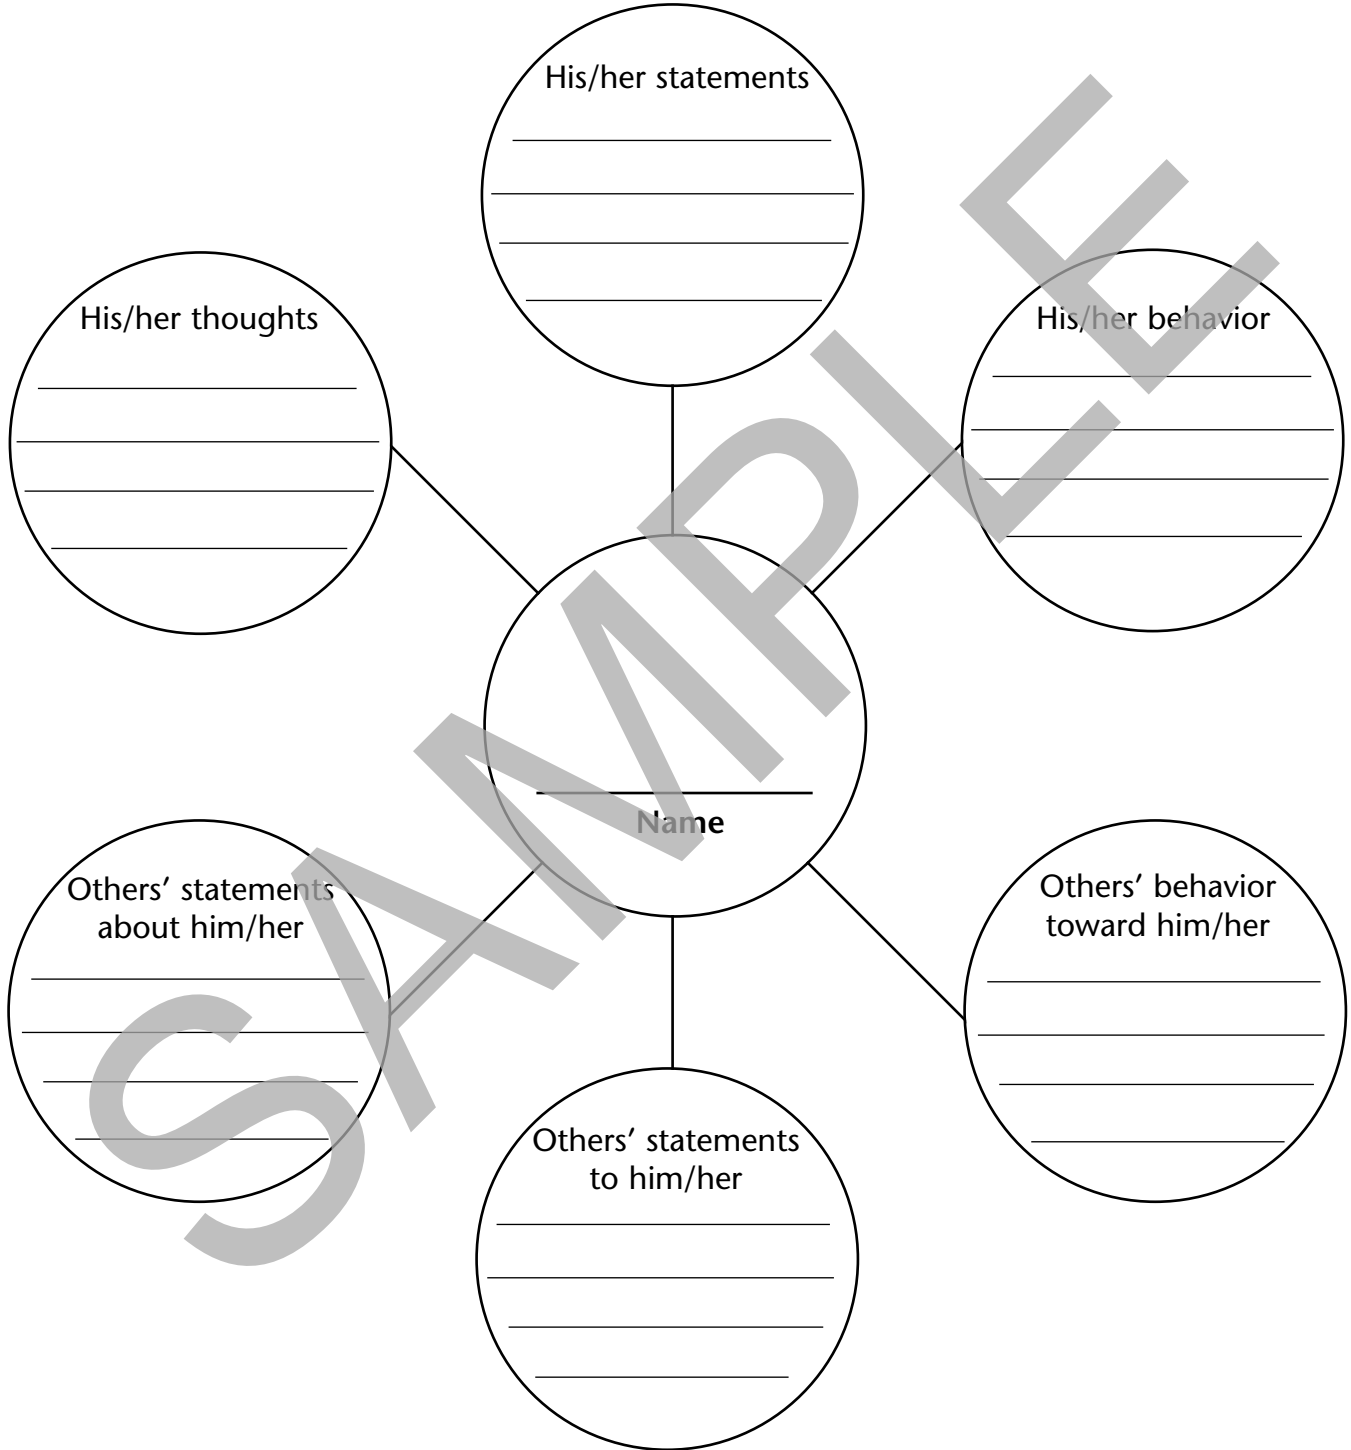 His/her statements
His/her thoughts
His/her behavior
Name
Others’ statements
about him/her
Others’ behavior
toward him/her
Others’ statements
to him/her
SAMPLE